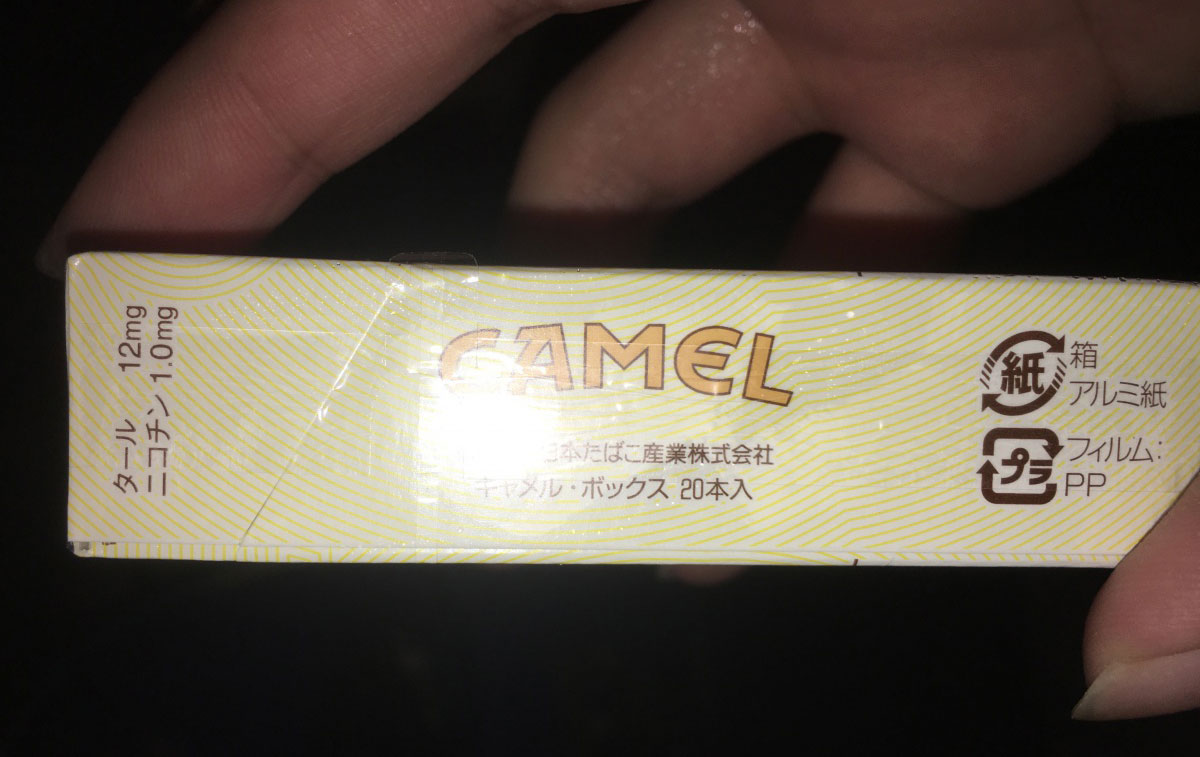 タール 12mg
ニコチン 1.0mg
CAMEL
日本たばこ産業株式会社
キャメル・ボックス 20本入
紙
箱
アルミ紙
プラ
フィルム:
PP